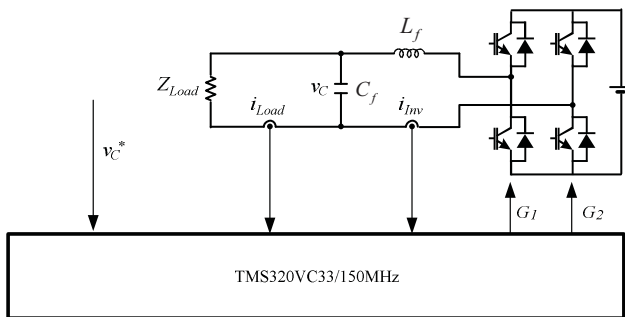 L_f
Z_Load
i_Load
v_C
C_f
i_Inv
v_C*
G_1
G_2
TMS320VC33/150MHz